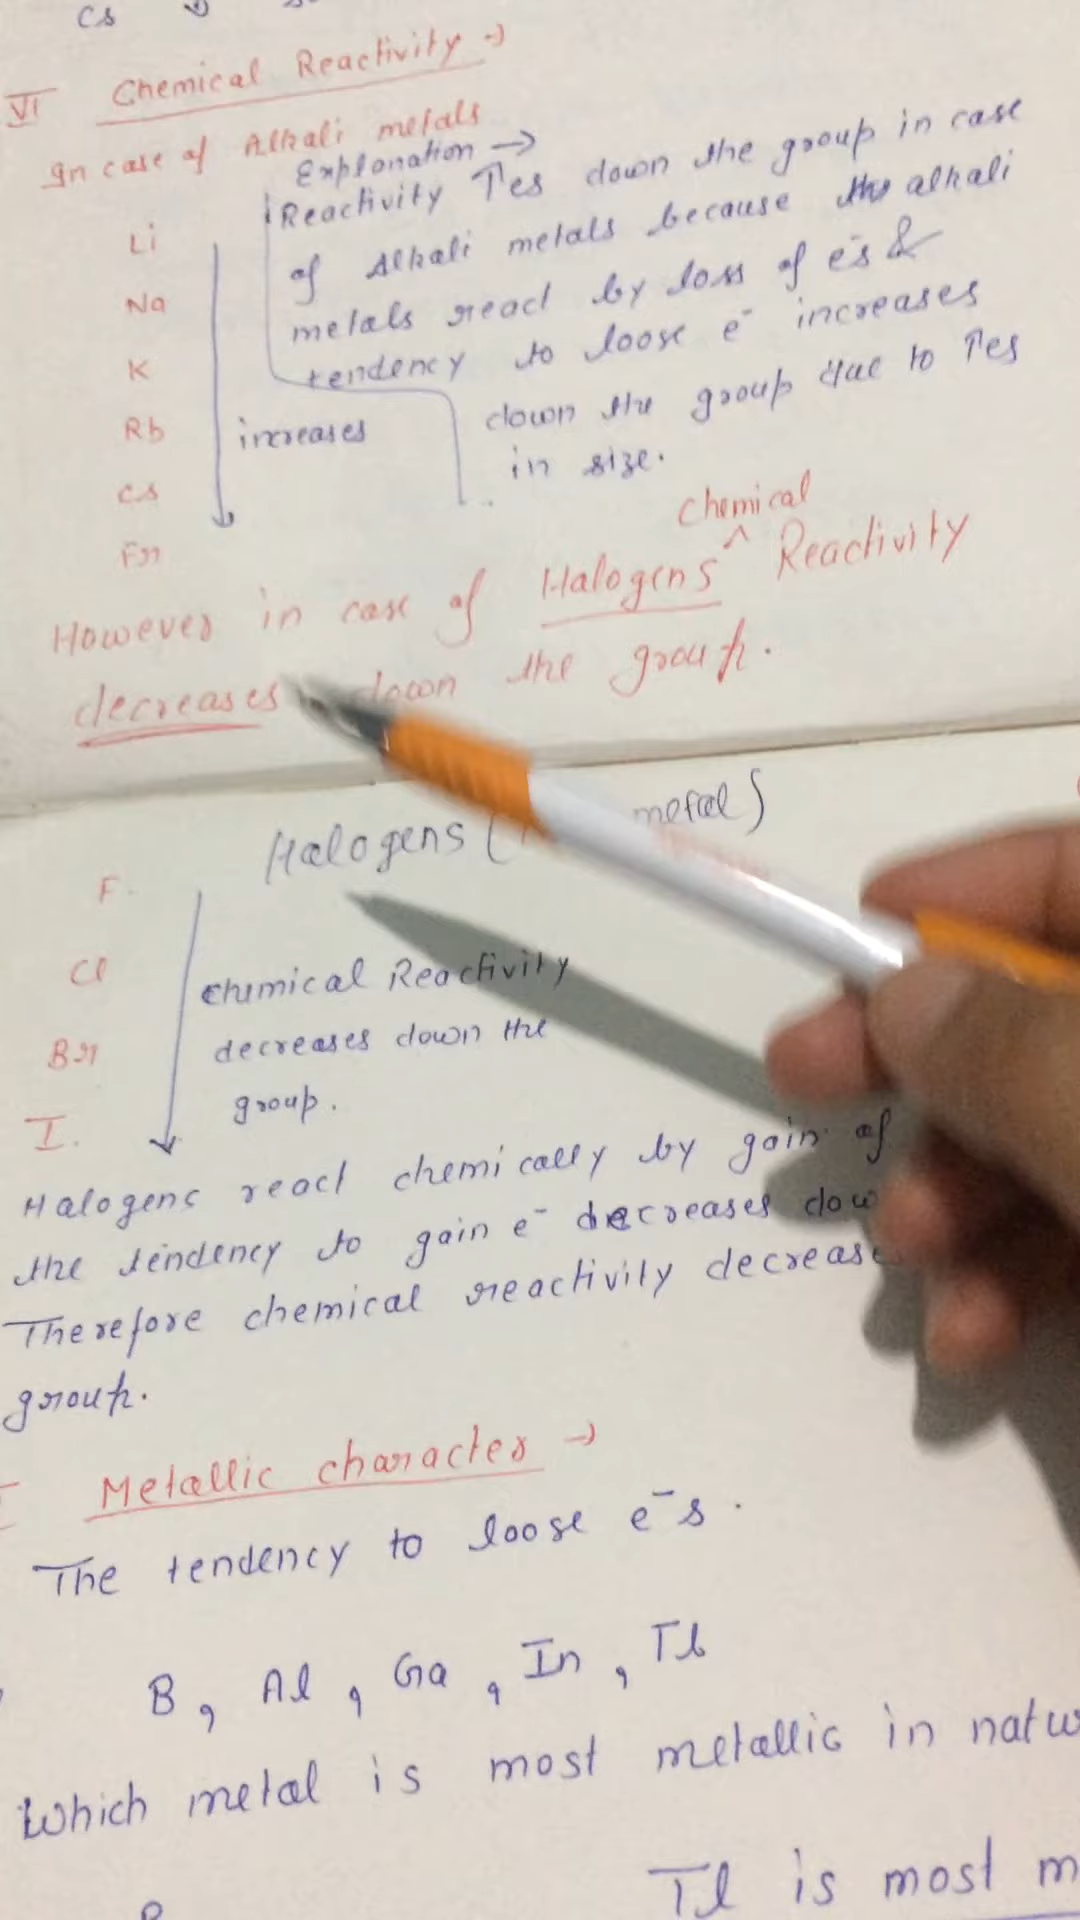 Cs
VI Chemical Reactivity →
In case of Alkali metals
Explanation →
Reactivity ↑es down the group in case
of Alkali metals because the alkali
metals react by loss of e⁻s &
tendency to loose e⁻ increases
down the group due to ↑es
in size.
Li
Na
K
Rb
Cs
Fr
increases
However in case of Halogens ^ Chemical Reactivity
decreases down the group.
Halogens ( metal)
F
Cl
Br
I.
Chemical Reactivity
decreases down the
group.
Halogens react chemically by gain of
the tendency to gain e⁻ decreases dow
Therefore chemical reactivity decrease
group.
Metallic character →
The tendency to loose e⁻s.
B, Al, Ga, In, Tl
Which metal is most metallic in natu
Tl is most m